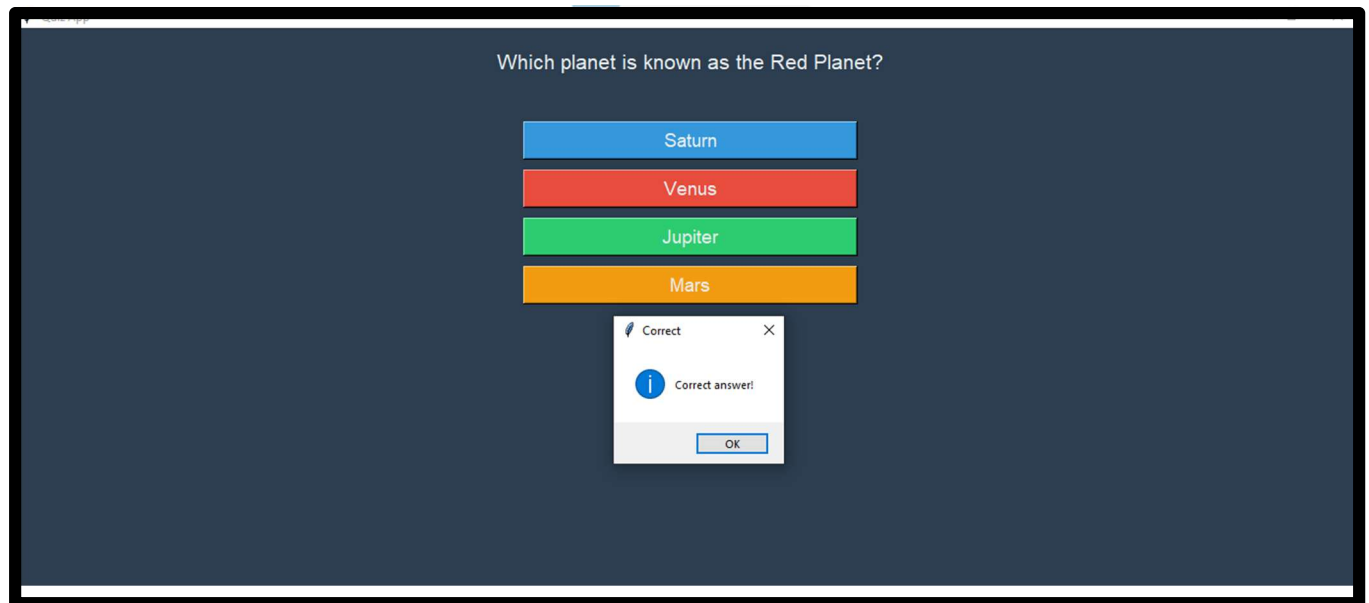 Which planet is known as the Red Planet?
Saturn
Venus
Jupiter
Mars
Correct
Correct answer!
OK